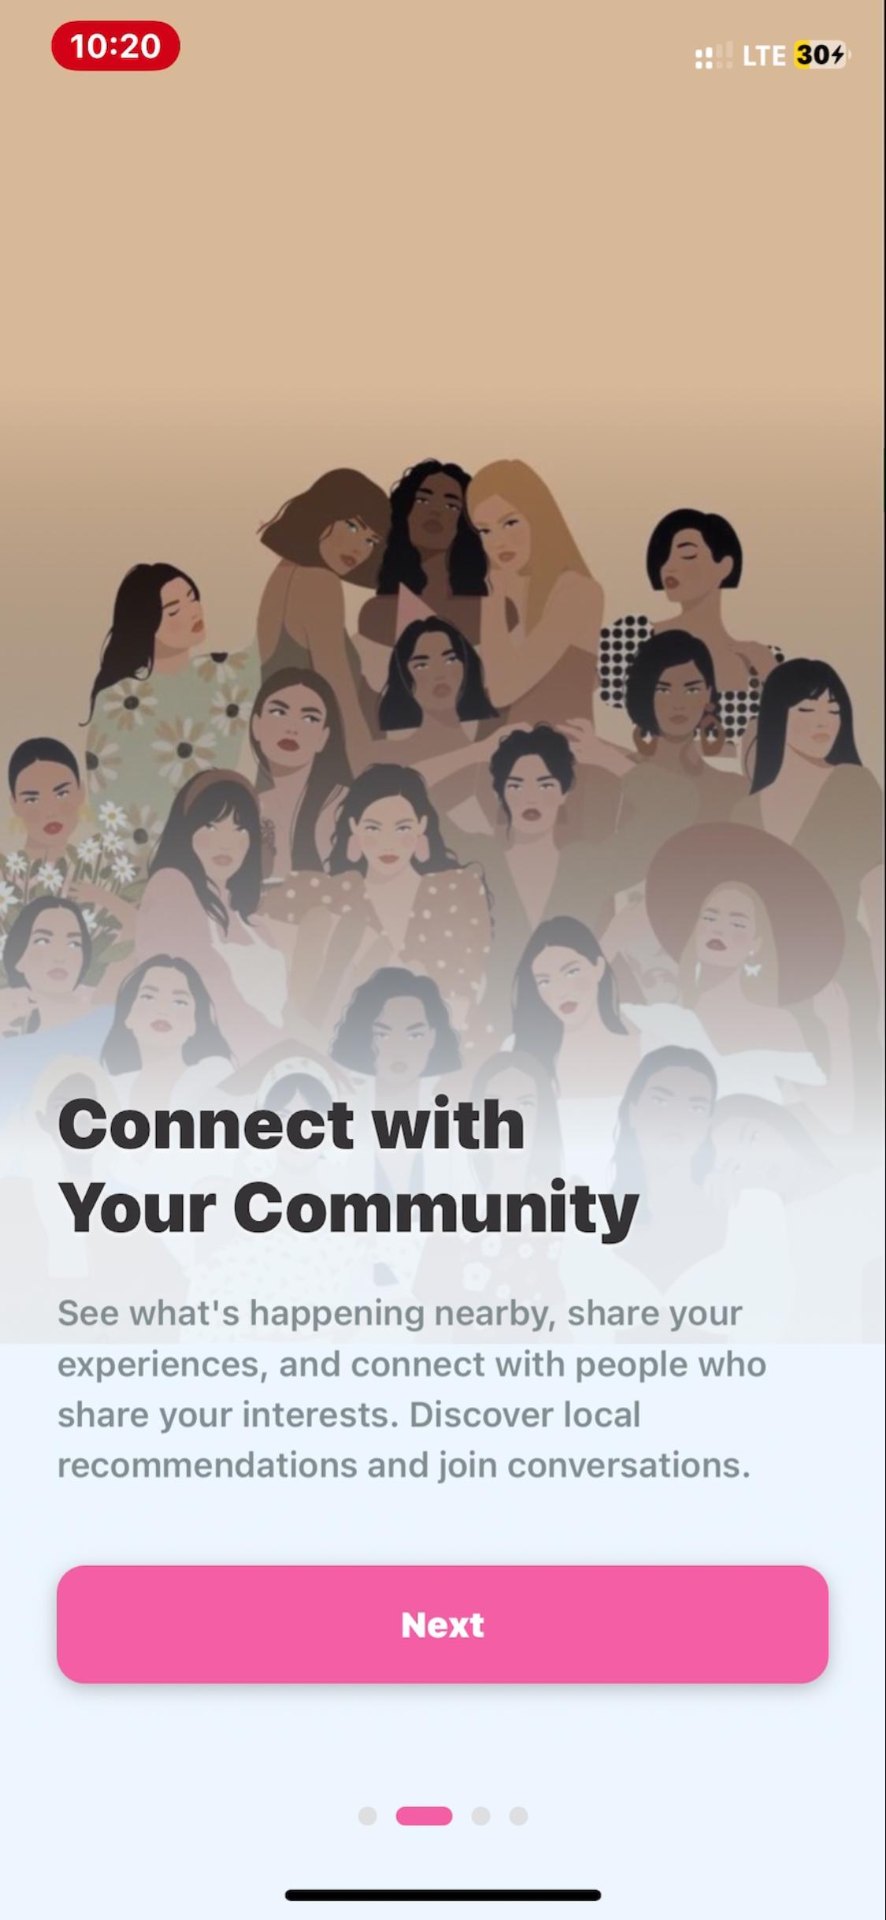 10:20
LTE 30
Connect with
Your Community
See what's happening nearby, share your
experiences, and connect with people who
share your interests. Discover local
recommendations and join conversations.
Next